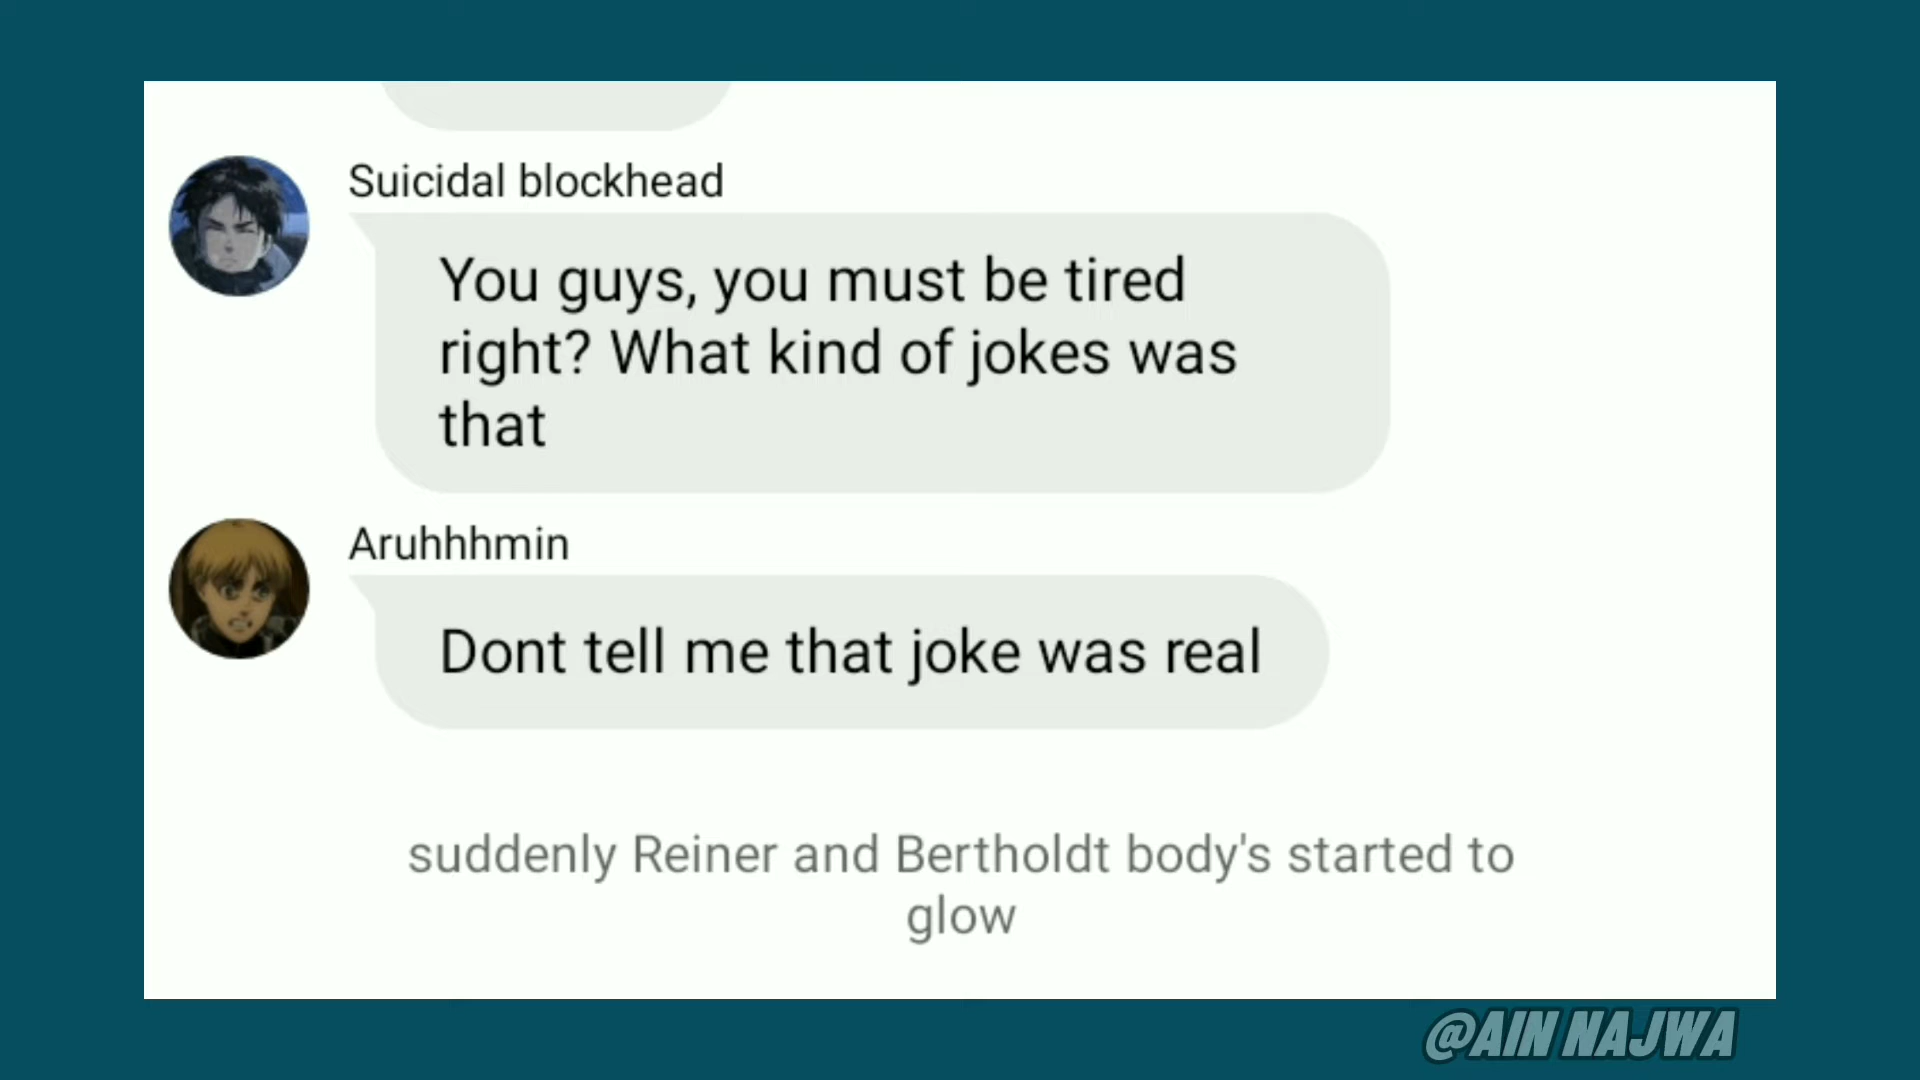 Suicidal blockhead
You guys, you must be tired
right? What kind of jokes was
that
Aruhhhmin
Dont tell me that joke was real
suddenly Reiner and Bertholdt body's started to
glow
@AIN NAJWA